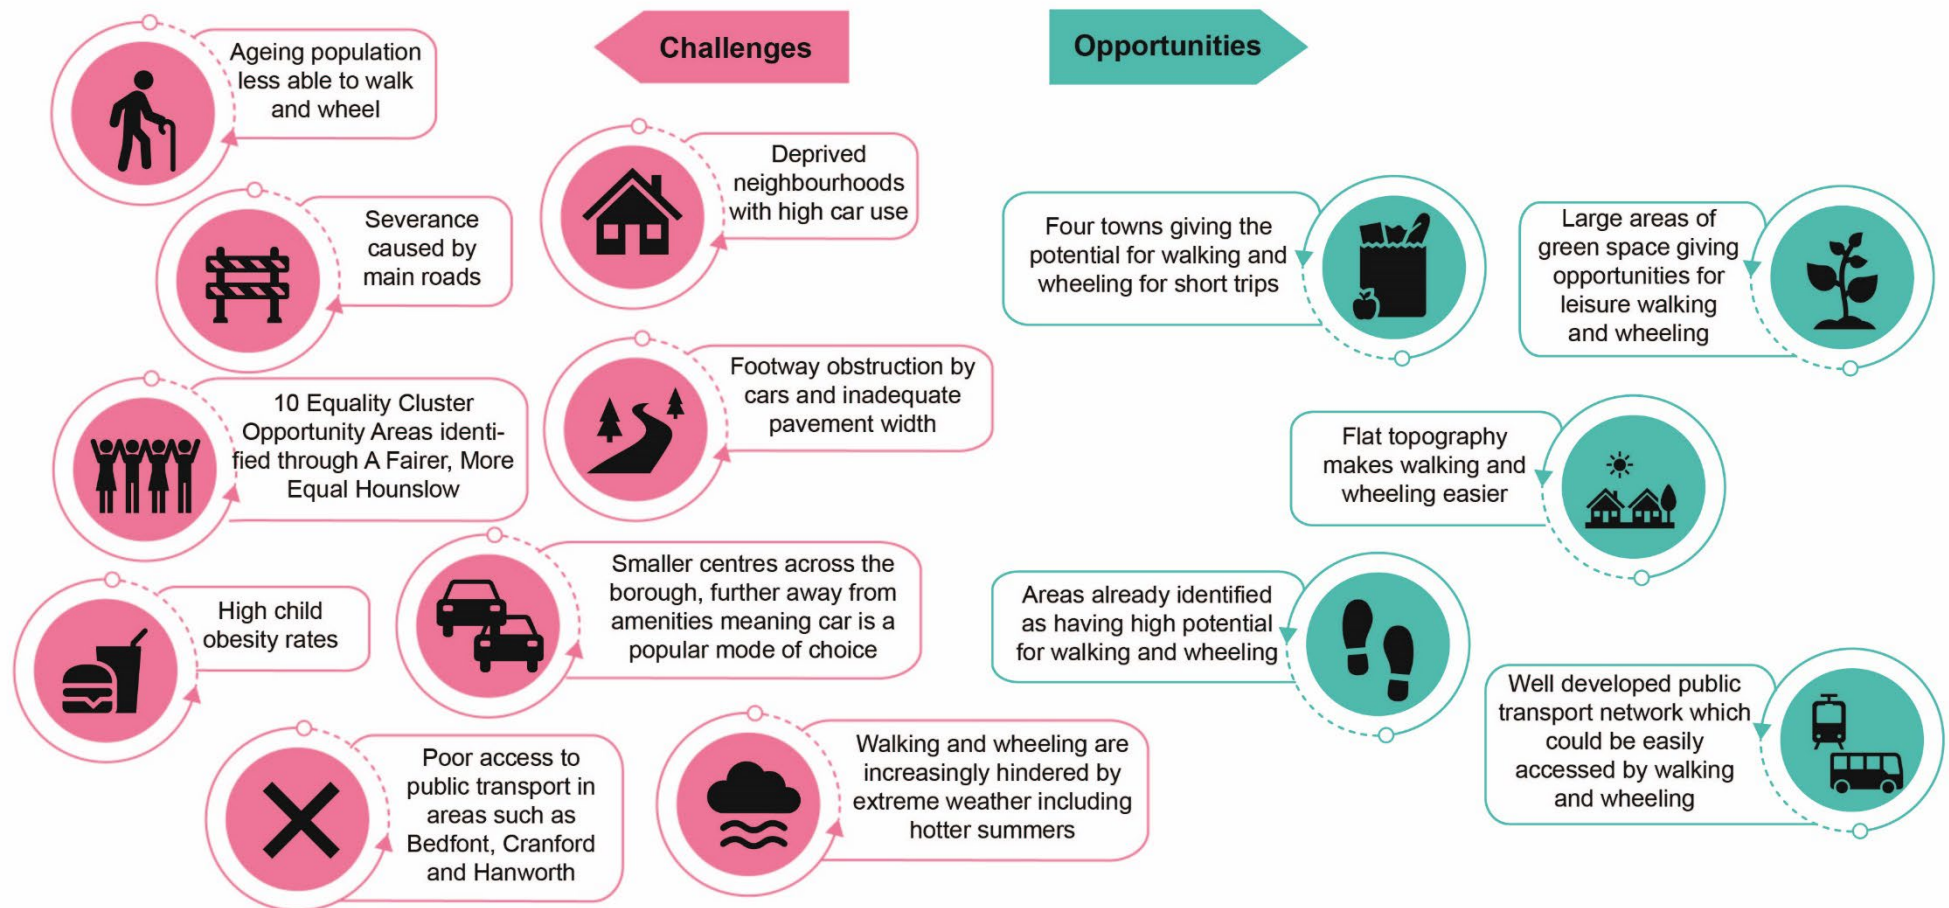 Challenges
Opportunities
Ageing population
less able to walk
and wheel
Deprived
neighbourhoods
with high car use
Severance
caused by
main roads
Footway obstruction by
cars and inadequate
pavement width
10 Equality Cluster
Opportunity Areas identi-
fied through A Fairer, More
Equal Hounslow
Smaller centres across the
borough, further away from
amenities meaning car is a
popular mode of choice
High child
obesity rates
Poor access to
public transport in
areas such as
Bedfont, Cranford
and Hanworth
Walking and wheeling are
increasingly hindered by
extreme weather including
hotter summers
Four towns giving the
potential for walking and
wheeling for short trips
Large areas of
green space giving
opportunities for
leisure walking
and wheeling
Flat topography
makes walking and
wheeling easier
Areas already identified
as having high potential
for walking and wheeling
Well developed public
transport network which
could be easily
accessed by walking
and wheeling